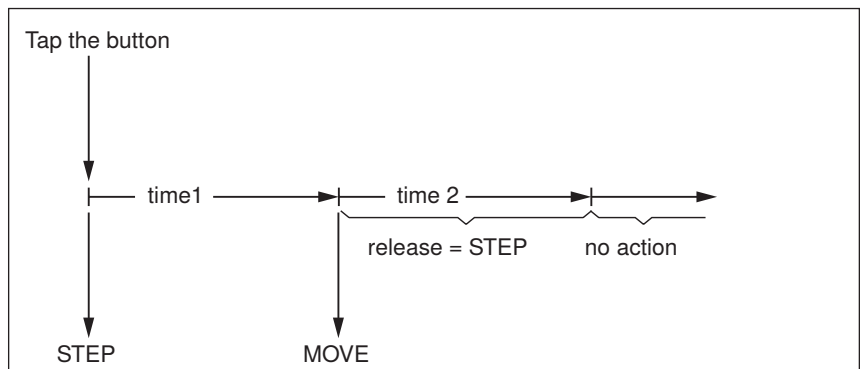 Tap the button
time1
time 2
release = STEP
no action
STEP
MOVE